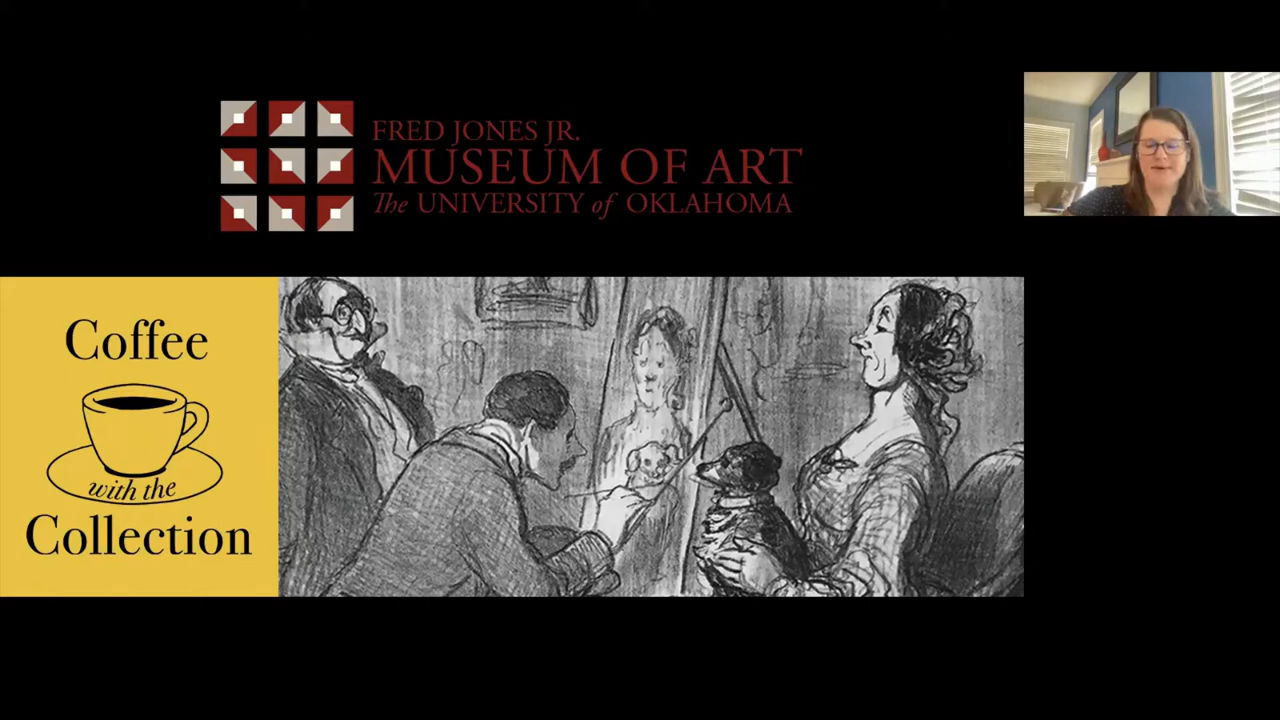 FRED JONES JR.
MUSEUM OF ART
The UNIVERSITY of OKLAHOMA
Coffee
with the
Collection